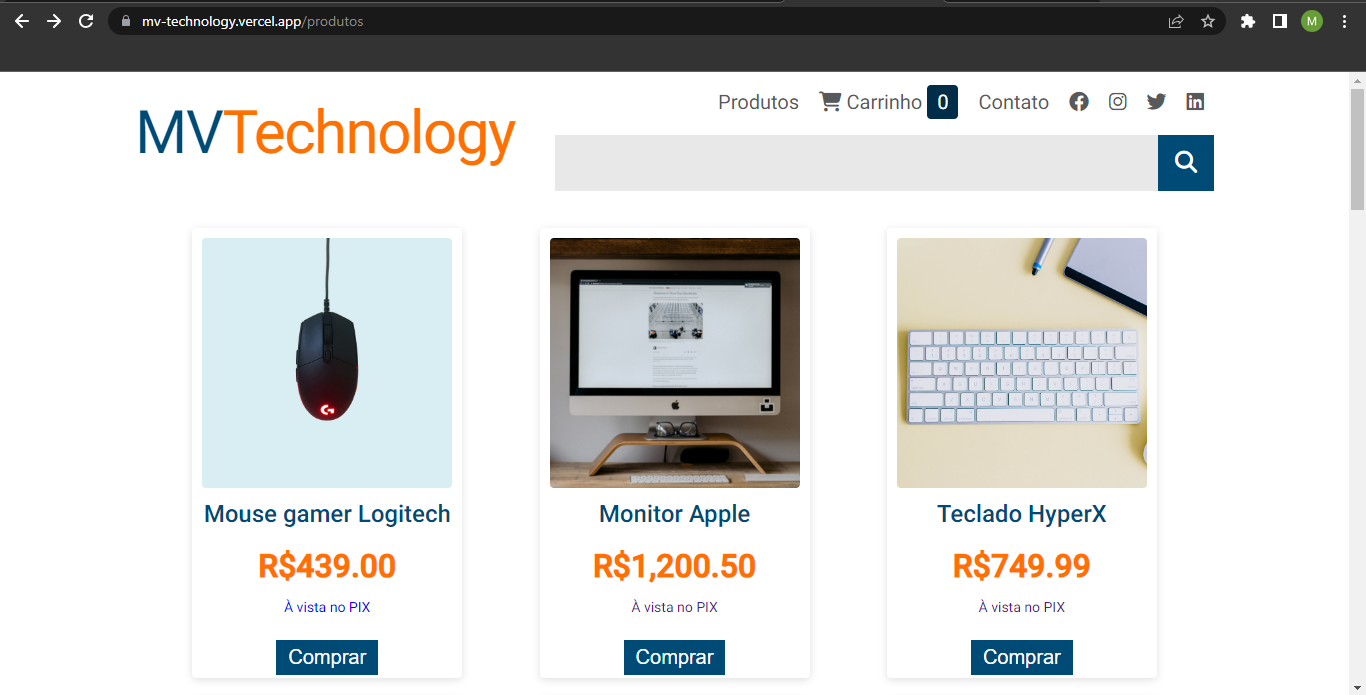 mv-technology.vercel.app/produtos
M
Produtos Carrinho 0 Contato
MVTechnology
Mouse gamer Logitech
R$439.00
À vista no PIX
Comprar
Monitor Apple
R$1,200.50
À vista no PIX
Comprar
Teclado HyperX
R$749.99
À vista no PIX
Comprar